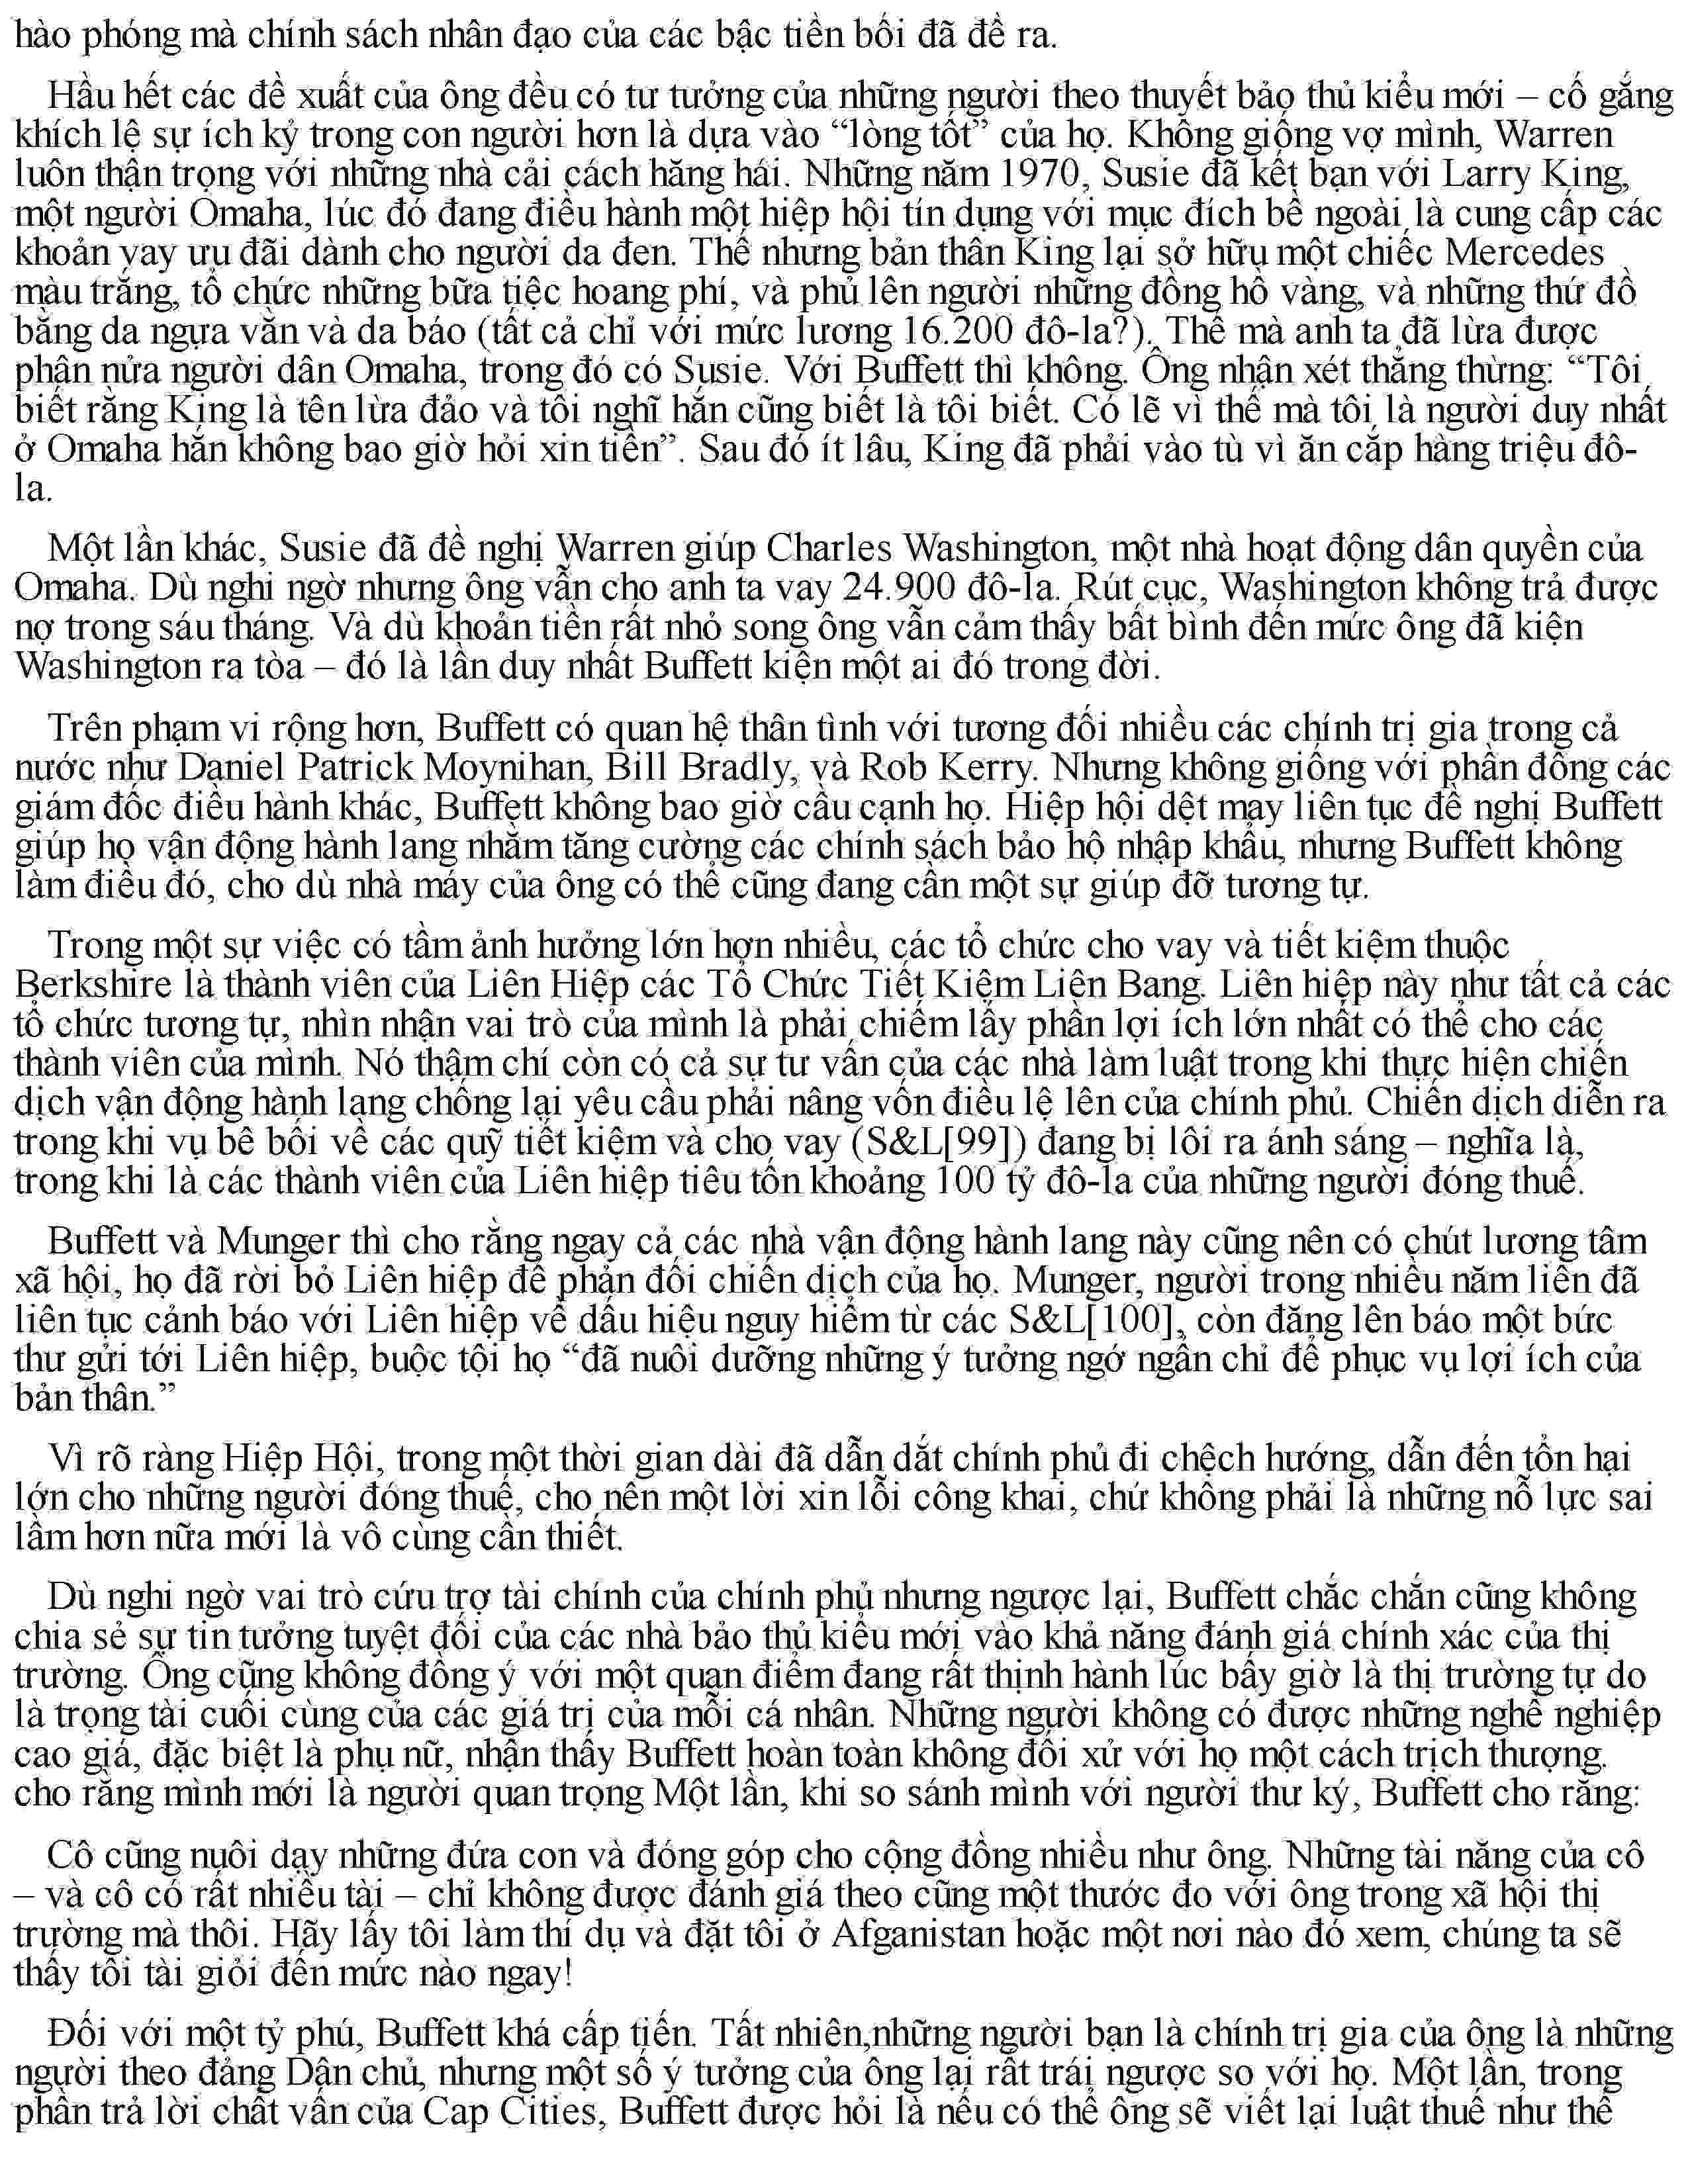 hào phóng mà chính sách nhân đạo của các bậc tiền bối đã đề ra.
Hầu hết các đề xuất của ông đều có tư tưởng của những người theo thuyết bảo thủ kiểu mới – cố gắng
khích lệ sự ích kỷ trong con người hơn là dựa vào “lòng tốt” của họ. Không giống vợ mình, Warren
luôn thận trọng với những nhà cải cách hăng hái. Những năm 1970, Susie đã kết bạn với Larry King,
một người Omaha, lúc đó đang điều hành một hiệp hội tín dụng với mục đích bề ngoài là cung cấp các
khoản vay ưu đãi dành cho người da đen. Thế nhưng bản thân King lại sở hữu một chiếc Mercedes
màu trắng, tổ chức những bữa tiệc hoang phí, và phủ lên người những đồng hồ vàng, và những thứ đồ
bằng da ngựa vằn và da báo (tất cả chỉ với mức lương 16.200 đô-la?). Thế mà anh ta đã lừa được
phân nửa người dân Omaha, trong đó có Susie. Với Buffett thì không. Ông nhận xét thẳng thừng: “Tôi
biết rằng King là tên lừa đảo và tôi nghĩ hắn cũng biết là tôi biết. Có lẽ vì thế mà tôi là người duy nhất
ở Omaha hắn không bao giờ hỏi xin tiền”. Sau đó ít lâu, King đã phải vào tù vì ăn cắp hàng triệu đô-
la.
Một lần khác, Susie đã đề nghị Warren giúp Charles Washington, một nhà hoạt động dân quyền của
Omaha. Dù nghi ngờ nhưng ông vẫn cho anh ta vay 24.900 đô-la. Rút cục, Washington không trả được
nợ trong sáu tháng. Và dù khoản tiền rất nhỏ song ông vẫn cảm thấy bất bình đến mức ông đã kiện
Washington ra tòa – đó là lần duy nhất Buffett kiện một ai đó trong đời.
Trên phạm vi rộng hơn, Buffett có quan hệ thân tình với tương đối nhiều các chính trị gia trong cả
nước như Daniel Patrick Moynihan, Bill Bradly, và Rob Kerry. Nhưng không giống với phần đông các
giám đốc điều hành khác, Buffett không bao giờ cầu cạnh họ. Hiệp hội dệt may liên tục đề nghị Buffett
giúp họ vận động hành lang nhằm tăng cường các chính sách bảo hộ nhập khẩu, nhưng Buffett không
làm điều đó, cho dù nhà máy của ông có thể cũng đang cần một sự giúp đỡ tương tự.
Trong một sự việc có tầm ảnh hưởng lớn hơn nhiều, các tổ chức cho vay và tiết kiệm thuộc
Berkshire là thành viên của Liên Hiệp các Tổ Chức Tiết Kiệm Liên Bang. Liên hiệp này như tất cả các
tổ chức tương tự, nhìn nhận vai trò của mình là phải chiếm lấy phần lợi ích lớn nhất có thể cho các
thành viên của mình. Nó thậm chí còn có cả sự tư vấn của các nhà làm luật trong khi thực hiện chiến
dịch vận động hành lang chống lại yêu cầu phải nâng vốn điều lệ lên của chính phủ. Chiến dịch diễn ra
trong khi vụ bê bối về các quỹ tiết kiệm và cho vay (S&L[99]) đang bị lôi ra ánh sáng – nghĩa là,
trong khi là các thành viên của Liên hiệp tiêu tốn khoảng 100 tỷ đô-la của những người đóng thuế.
Buffett và Munger thì cho rằng ngay cả các nhà vận động hành lang này cũng nên có chút lương tâm
xã hội, họ đã rời bỏ Liên hiệp để phản đối chiến dịch của họ. Munger, người trong nhiều năm liền đã
liên tục cảnh báo với Liên hiệp về dấu hiệu nguy hiểm từ các S&L[100], còn đăng lên báo một bức
thư gửi tới Liên hiệp, buộc tội họ “đã nuôi dưỡng những ý tưởng ngớ ngẩn chỉ để phục vụ lợi ích của
bản thân.”
Vì rõ ràng Hiệp Hội, trong một thời gian dài đã dẫn dắt chính phủ đi chệch hướng, dẫn đến tổn hại
lớn cho những người đóng thuế, cho nên một lời xin lỗi công khai, chứ không phải là những nỗ lực sai
lầm hơn nữa mới là vô cùng cần thiết.
Dù nghi ngờ vai trò cứu trợ tài chính của chính phủ nhưng ngược lại, Buffett chắc chắn cũng không
chia sẻ sự tin tưởng tuyệt đối của các nhà bảo thủ kiểu mới vào khả năng đánh giá chính xác của thị
trường. Ông cũng không đồng ý với một quan điểm đang rất thịnh hành lúc bấy giờ là thị trường tự do
là trọng tài cuối cùng của các giá trị của mỗi cá nhân. Những người không có được những nghề nghiệp
cao giá, đặc biệt là phụ nữ, nhận thấy Buffett hoàn toàn không đối xử với họ một cách trịch thượng.
cho rằng mình mới là người quan trọng Một lần, khi so sánh mình với người thư ký, Buffett cho rằng:
Cô cũng nuôi dạy những đứa con và đóng góp cho cộng đồng nhiều như ông. Những tài năng của cô
– và cô có rất nhiều tài – chỉ không được đánh giá theo cũng một thước đo với ông trong xã hội thị
trường mà thôi. Hãy lấy tôi làm thí dụ và đặt tôi ở Afganistan hoặc một nơi nào đó xem, chúng ta sẽ
thấy tôi tài giỏi đến mức nào ngay!
Đối với một tỷ phú, Buffett khá cấp tiến. Tất nhiên,những người bạn là chính trị gia của ông là những
người theo đảng Dân chủ, nhưng một số ý tưởng của ông lại rất trái ngược so với họ. Một lần, trong
phần trả lời chất vấn của Cap Cities, Buffett được hỏi là nếu có thể ông sẽ viết lại luật thuế như thế